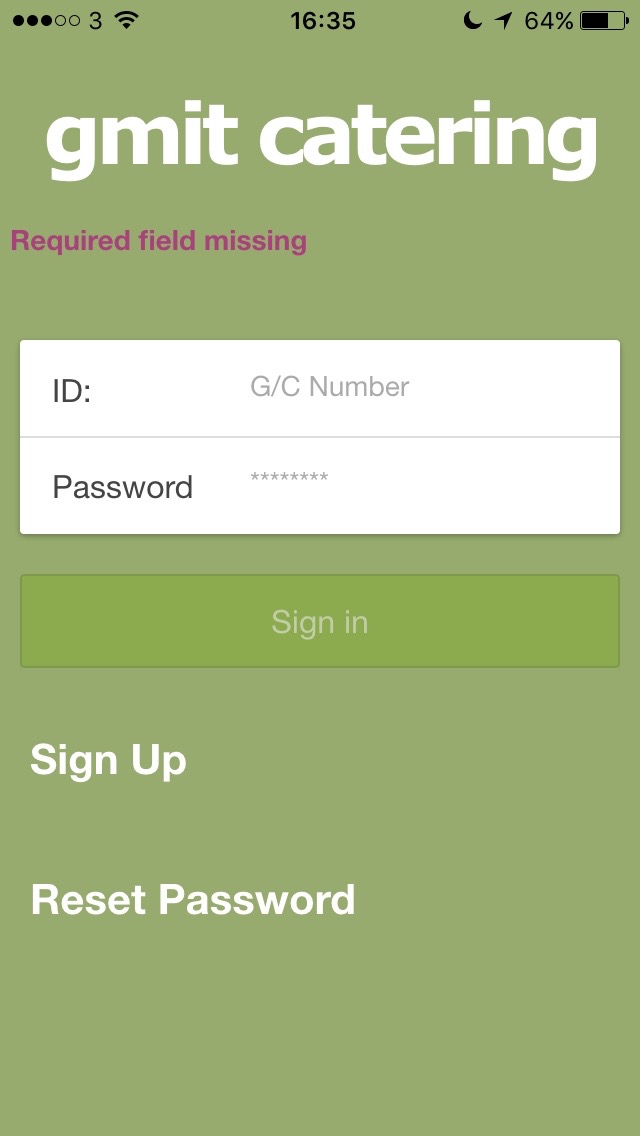 3 16:35 64%
gmit catering
Required field missing
ID: G/C Number
Password ********
Sign in
Sign Up
Reset Password